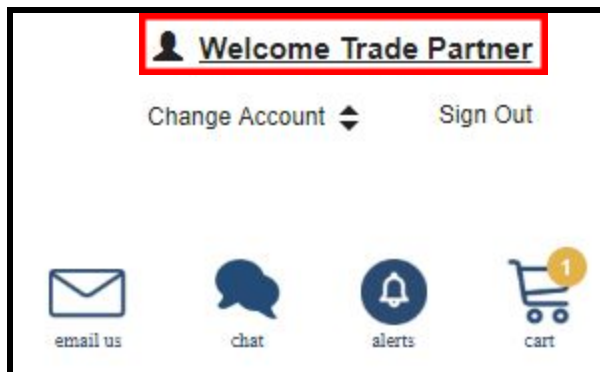 Welcome Trade Partner
Change Account Sign Out
1
email us chat alerts cart